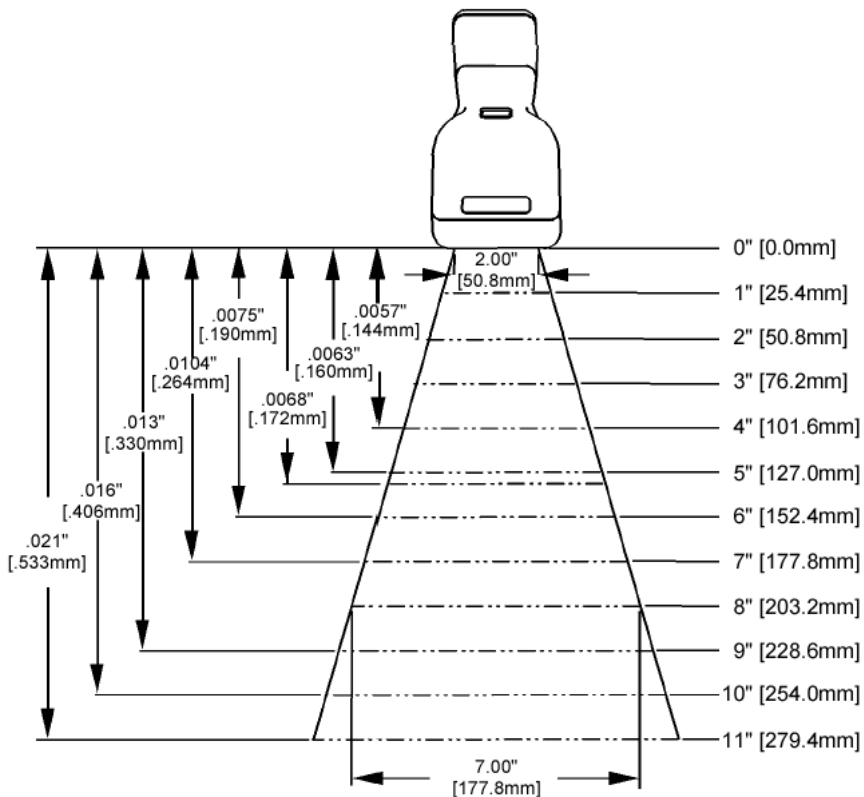 0" [0.0mm]
2.00"
[50.8mm]
1" [25.4mm]
.0057"
[.144mm]
.0075"
[.190mm]
2" [50.8mm]
.0063"
[.160mm]
.0104"
[.264mm]
3" [76.2mm]
.0068"
[.172mm]
.013"
[.330mm]
4" [101.6mm]
5" [127.0mm]
.016"
[.406mm]
6" [152.4mm]
.021"
[.533mm]
7" [177.8mm]
8" [203.2mm]
9" [228.6mm]
10" [254.0mm]
11" [279.4mm]
7.00"
[177.8mm]